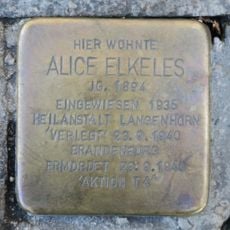 HIER WOHNTE
ALICE ELKELES
JG. 1894
EINGEWIESEN 1935
HEILANSTALT LANGENHORN
"VERLEGT" 23.9.1940
BRANDENBURG
ERMORDET 23.9.1940
"AKTION T4"